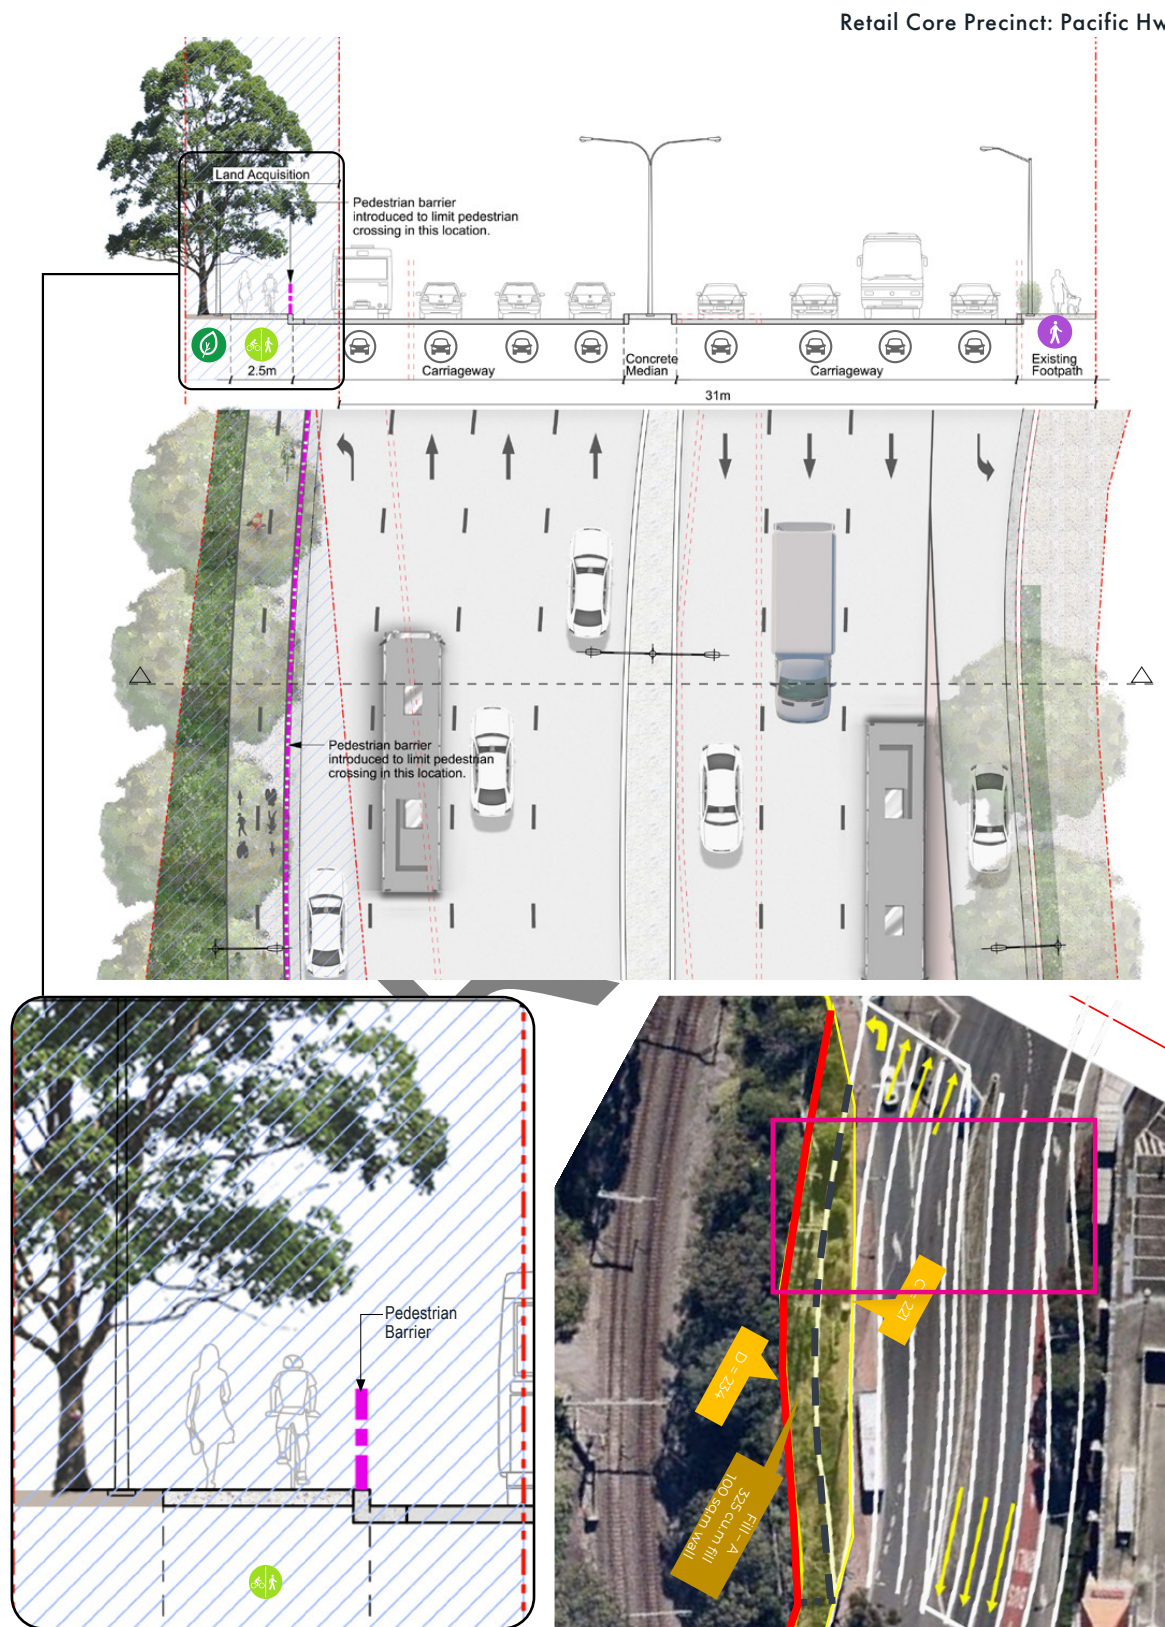 Retail Core Precinct: Pacific Hw
Land Acquisition
Pedestrian barrier
introduced to limit pedestrian
crossing in this location.
2.5m
Carriageway
Concrete
Median
Carriageway
Existing
Footpath
31m
Pedestrian barrier
introduced to limit pedestrian
crossing in this location.
Pedestrian
Barrier
C = 221
D = 234
Fill – A
325 cu.m fill
100 sq.m wall